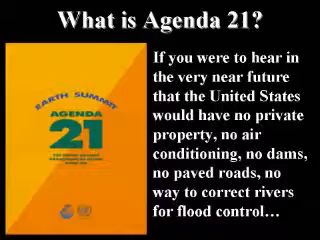 What is Agenda 21?
If you were to hear in
the very near future
that the United States
would have no private
property, no air
conditioning, no dams,
no paved roads, no
way to correct rivers
for flood control…
EARTH SUMMIT
AGENDA
21